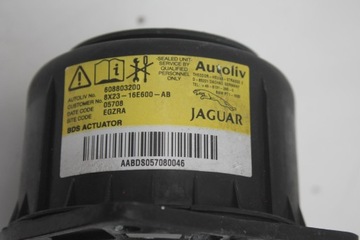 SEALED UNIT
SERVICE BY
QUALIFIED
PERSONNEL
ONLY
Autoliv
608803200
AUTOLIV No.
CUSTOMER No. 8X23-15E600-AB
DATE CODE 05708
SITE CODE EGZRA
BDS ACTUATOR
JAGUAR
AABDS057080046